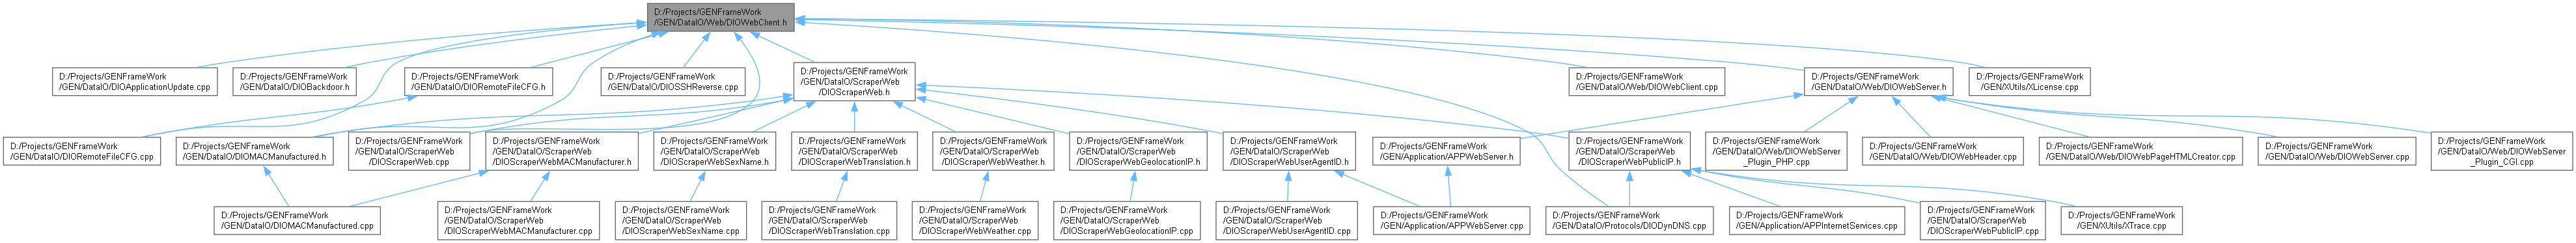 D:/Projects/GENFrameWork
/GEN/DataIO/Web/DIOWebClient.h
D:/Projects/GENFrameWork
/GEN/DataIO/DIOApplicationUpdate.cpp
D:/Projects/GENFrameWork
/GEN/DataIO/DIOBackdoor.h
D:/Projects/GENFrameWork
/GEN/DataIO/DIORemoteFileCFG.h
D:/Projects/GENFrameWork
/GEN/DataIO/DIOSSHReverse.cpp
D:/Projects/GENFrameWork
/GEN/DataIO/ScraperWeb
/DIOScraperWeb.h
D:/Projects/GENFrameWork
/GEN/DataIO/Web/DIOWebClient.cpp
D:/Projects/GENFrameWork
/GEN/DataIO/Web/DIOWebServer.h
D:/Projects/GENFrameWork
/GEN/XUtils/XLicense.cpp
D:/Projects/GENFrameWork
/GEN/DataIO/DIORemoteFileCFG.cpp
D:/Projects/GENFrameWork
/GEN/DataIO/DIOMACManufactured.h
D:/Projects/GENFrameWork
/GEN/DataIO/ScraperWeb
/DIOScraperWeb.cpp
D:/Projects/GENFrameWork
/GEN/DataIO/ScraperWeb
/DIOScraperWebMACManufacturer.h
D:/Projects/GENFrameWork
/GEN/DataIO/ScraperWeb
/DIOScraperWebSexName.h
D:/Projects/GENFrameWork
/GEN/DataIO/ScraperWeb
/DIOScraperWebTranslation.h
D:/Projects/GENFrameWork
/GEN/DataIO/ScraperWeb
/DIOScraperWebWeather.h
D:/Projects/GENFrameWork
/GEN/DataIO/ScraperWeb
/DIOScraperWebGeolocationIP.h
D:/Projects/GENFrameWork
/GEN/DataIO/ScraperWeb
/DIOScraperWebUserAgentID.h
D:/Projects/GENFrameWork
/GEN/Application/APPWebServer.h
D:/Projects/GENFrameWork
/GEN/DataIO/ScraperWeb
/DIOScraperWebPublicIP.h
D:/Projects/GENFrameWork
/GEN/DataIO/Web/DIOWebServer
_Plugin_PHP.cpp
D:/Projects/GENFrameWork
/GEN/DataIO/Web/DIOWebHeader.cpp
D:/Projects/GENFrameWork
/GEN/DataIO/Web/DIOWebPageHTMLCreator.cpp
D:/Projects/GENFrameWork
/GEN/DataIO/Web/DIOWebServer.cpp
D:/Projects/GENFrameWork
/GEN/DataIO/Web/DIOWebServer
_Plugin_CGI.cpp
D:/Projects/GENFrameWork
/GEN/DataIO/DIOMACManufactured.cpp
D:/Projects/GENFrameWork
/GEN/DataIO/ScraperWeb
/DIOScraperWebMACManufacturer.cpp
D:/Projects/GENFrameWork
/GEN/DataIO/ScraperWeb
/DIOScraperWebSexName.cpp
D:/Projects/GENFrameWork
/GEN/DataIO/ScraperWeb
/DIOScraperWebTranslation.cpp
D:/Projects/GENFrameWork
/GEN/DataIO/ScraperWeb
/DIOScraperWebWeather.cpp
D:/Projects/GENFrameWork
/GEN/DataIO/ScraperWeb
/DIOScraperWebGeolocationIP.cpp
D:/Projects/GENFrameWork
/GEN/DataIO/ScraperWeb
/DIOScraperWebUserAgentID.cpp
D:/Projects/GENFrameWork
/GEN/Application/APPWebServer.cpp
D:/Projects/GENFrameWork
/GEN/DataIO/Protocols/DIODynDNS.cpp
D:/Projects/GENFrameWork
/GEN/Application/APPInternetServices.cpp
D:/Projects/GENFrameWork
/GEN/DataIO/ScraperWeb
/DIOScraperWebPublicIP.cpp
D:/Projects/GENFrameWork
/GEN/XUtils/XTrace.cpp